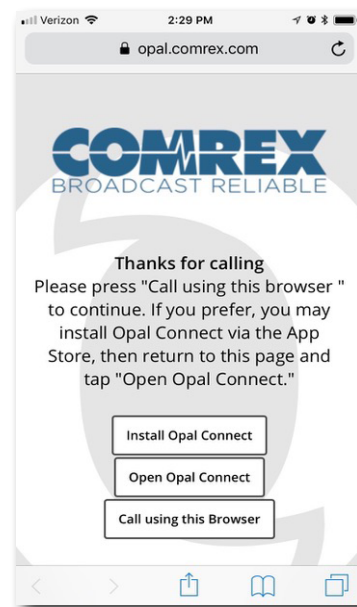 Verizon 2:29 PM
opal.comrex.com
COMREX
BROADCAST RELIABLE
Thanks for calling
Please press "Call using this browser "
to continue. If you prefer, you may
install Opal Connect via the App
Store, then return to this page and
tap "Open Opal Connect."
Install Opal Connect
Open Opal Connect
Call using this Browser